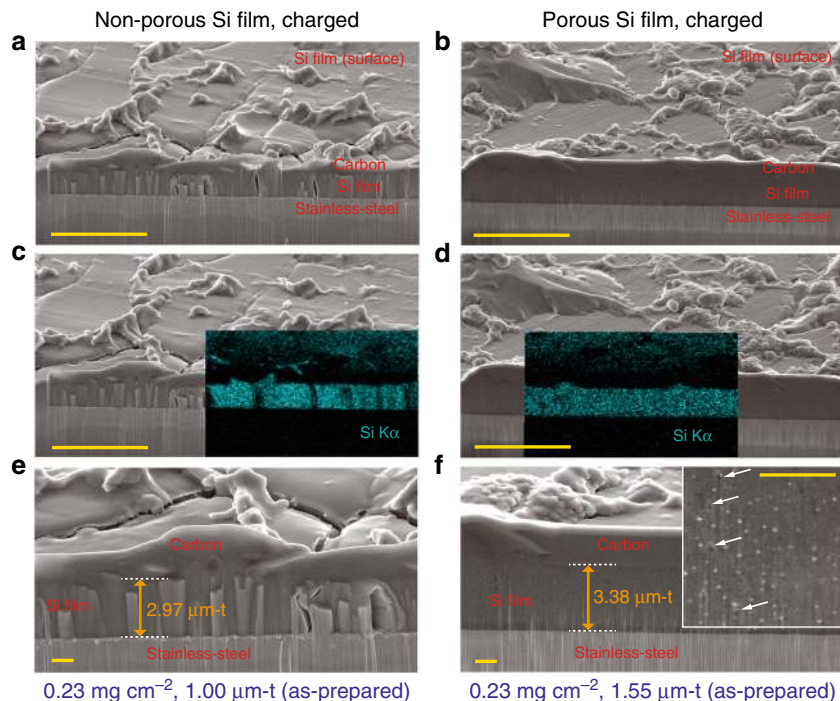 Non-porous Si film, charged
Porous Si film, charged
a
Si film (surface)
Carbon
Si film
Stainless-steel
b
Si film (surface)
Carbon
Si film
Stainless-steel
c
Si Kα
d
Si Kα
e
Carbon
Si film
2.97 μm-t
Stainless-steel
f
Carbon
Si film
3.38 μm-t
Stainless-steel
0.23 mg cm⁻², 1.00 μm-t (as-prepared)
0.23 mg cm⁻², 1.55 μm-t (as-prepared)